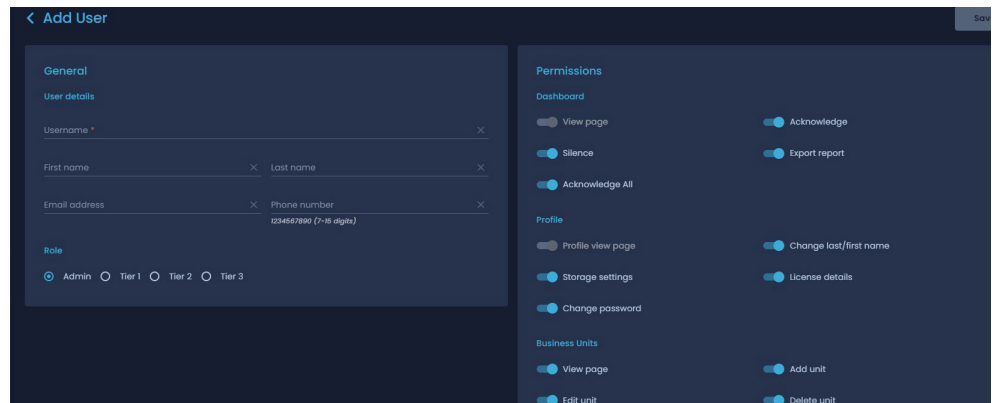 Add User
Sav
General
User details
Username *
First name
Last name
Email address
Phone number
1234567890 (7-15 digits)
Role
Admin Tier 1 Tier 2 Tier 3
Permissions
Dashboard
View page
Acknowledge
Silence
Export report
Acknowledge All
Profile
Profile view page
Change last/first name
Storage settings
License details
Change password
Business Units
View page
Add unit
Edit unit
Delete unit